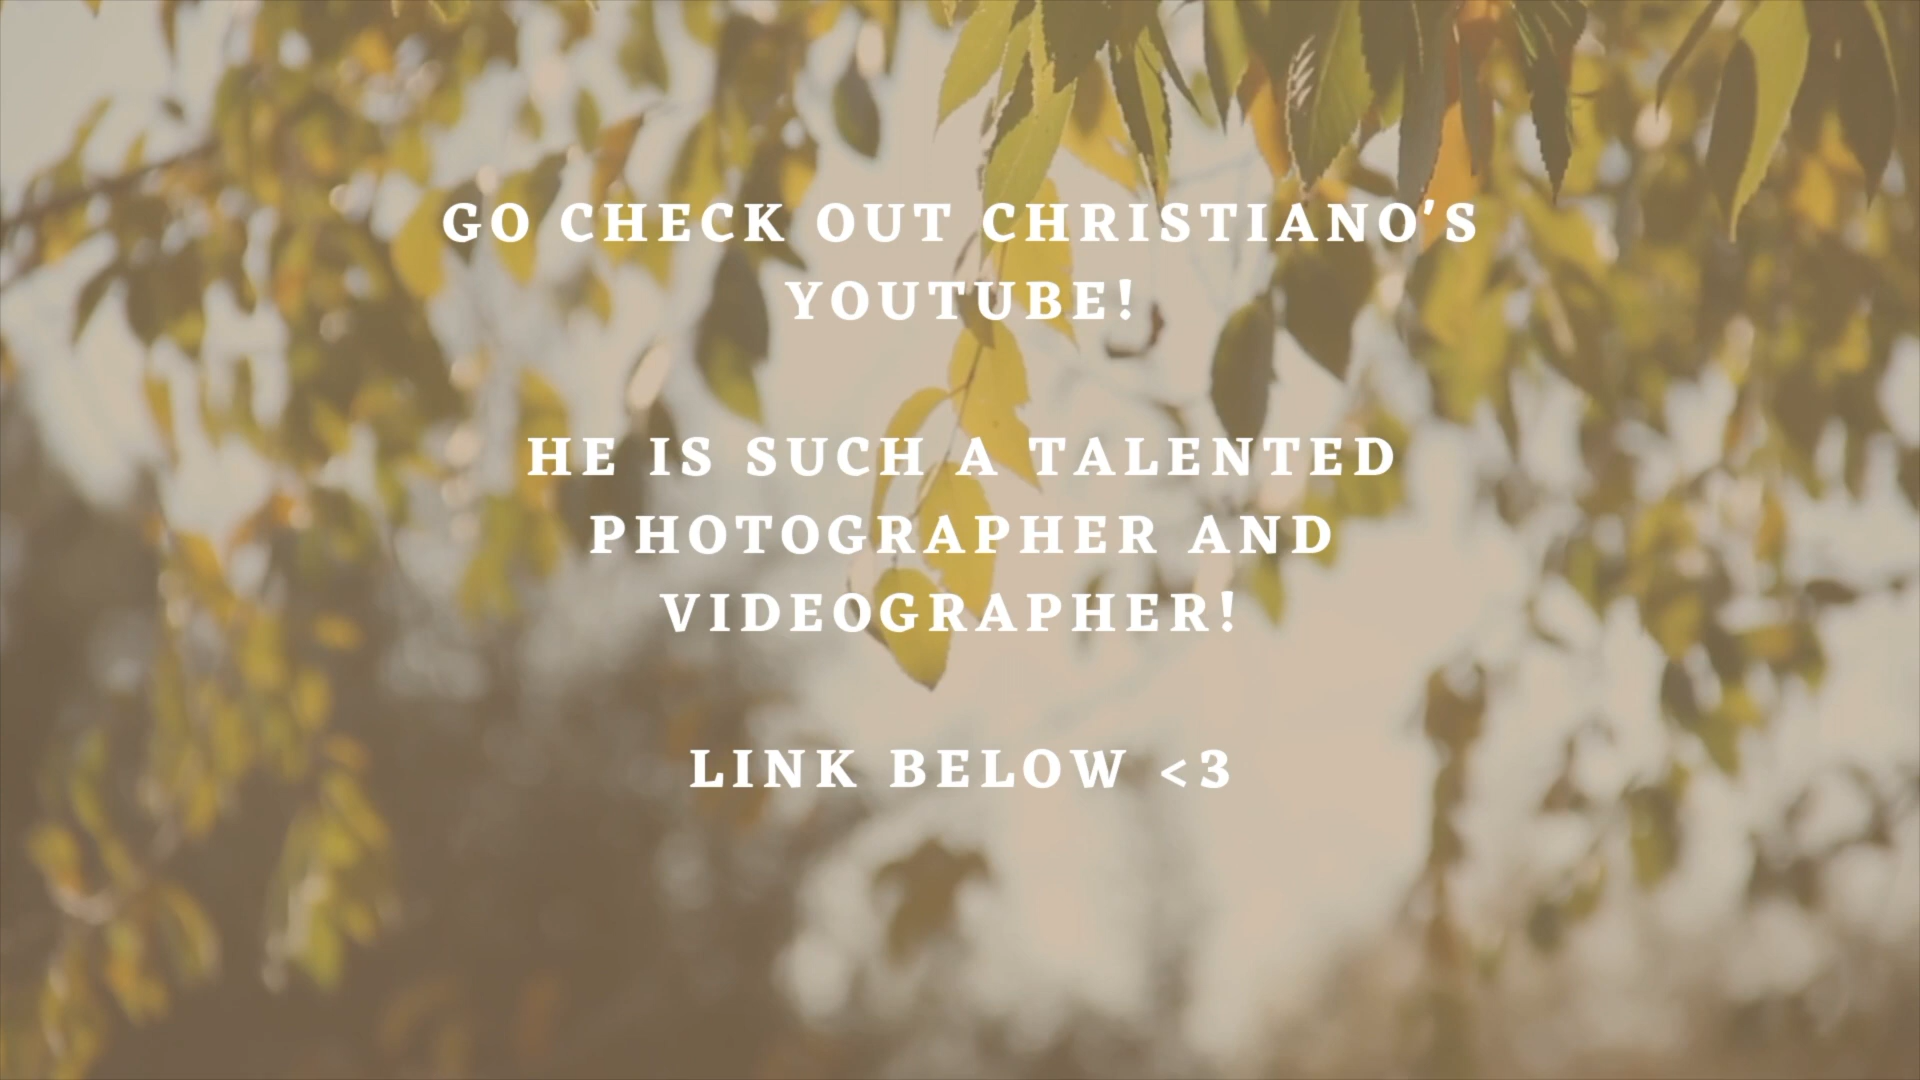 GO CHECK OUT CHRISTIANO'S
YOUTUBE!
HE IS SUCH A TALENTED
PHOTOGRAPHER AND
VIDEOGRAPHER!
LINK BELOW <3